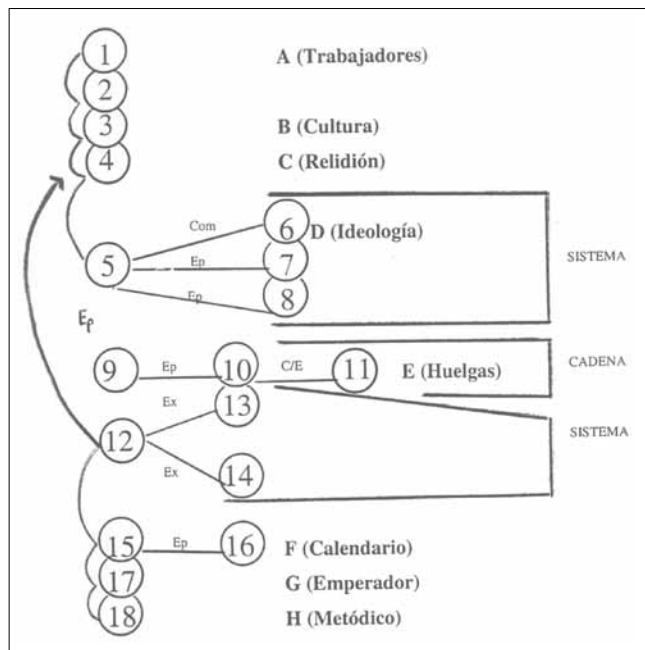 1 A (Trabajadores)
2
3 B (Cultura)
4 C (Relidión)
Com 6 D (Ideología)
5 Ep 7 SISTEMA
Ep 8
Ep
9 Ep 10 C/E 11 E (Huelgas) CADENA
Ex 13
12 SISTEMA
Ex 14
15 Ep 16 F (Calendario)
17 G (Emperador)
18 H (Metódico)